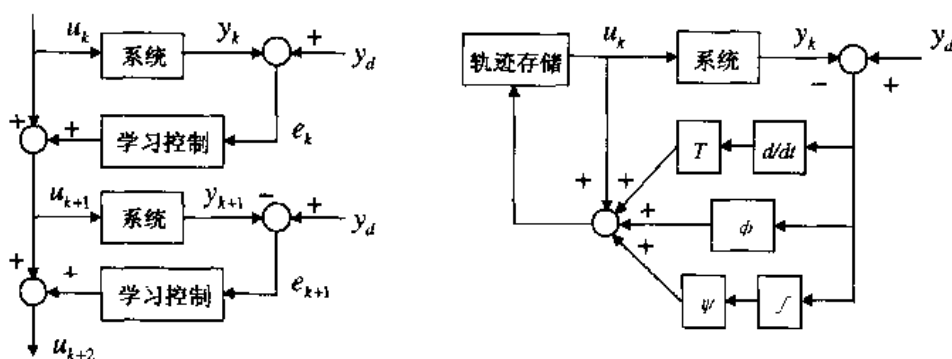 u_k
系统
y_k
+
y_d
+
+
学习控制
e_k
u_{k+1}
系统
y_{k+1}
−
+
y_d
+
+
学习控制
e_{k+1}
u_{k+2}
轨迹存储
u_k
系统
y_k
−
+
y_d
T
d/dt
+
+
+
ϕ
+
ψ
∫